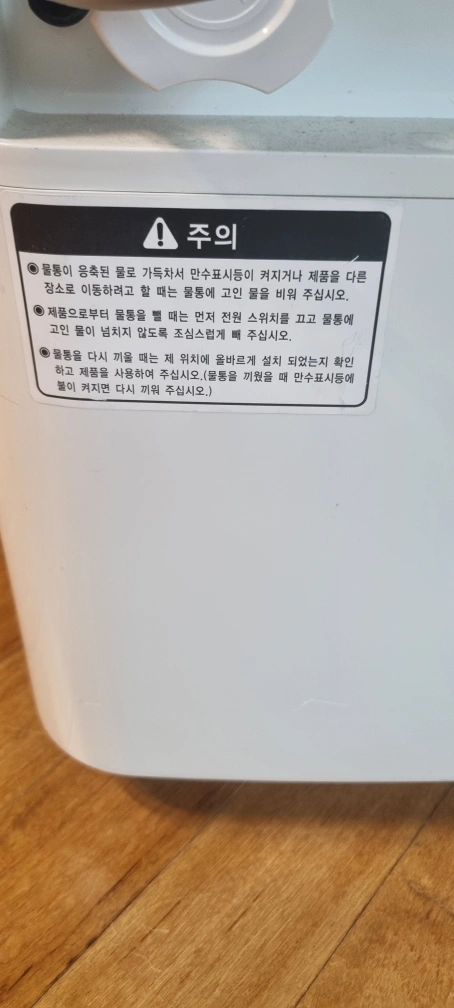 주의
◉ 물통이 응축된 물로 가득차서 만수표시등이 켜지거나 제품을 다른
장소로 이동하려고 할 때는 물통에 고인 물을 비워 주십시오.
◉ 제품으로부터 물통을 뺄 때는 먼저 전원 스위치를 끄고 물통에
고인 물이 넘치지 않도록 조심스럽게 빼 주십시오.
◉ 물통을 다시 끼울 때는 제 위치에 올바르게 설치 되었는지 확인
하고 제품을 사용하여 주십시오.(물통을 끼웠을 때 만수표시등에
불이 켜지면 다시 끼워 주십시오.)